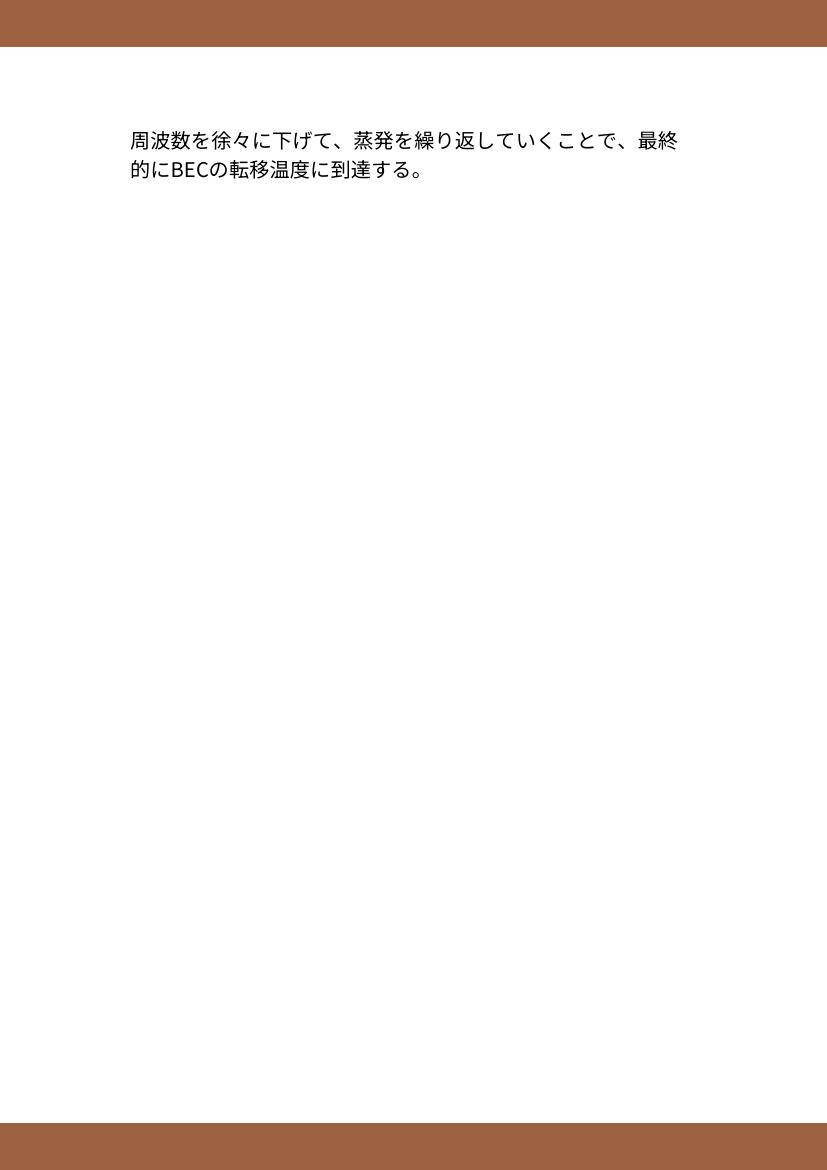 周波数を徐々に下げて、蒸発を繰り返していくことで、最終
的にBECの転移温度に到達する。